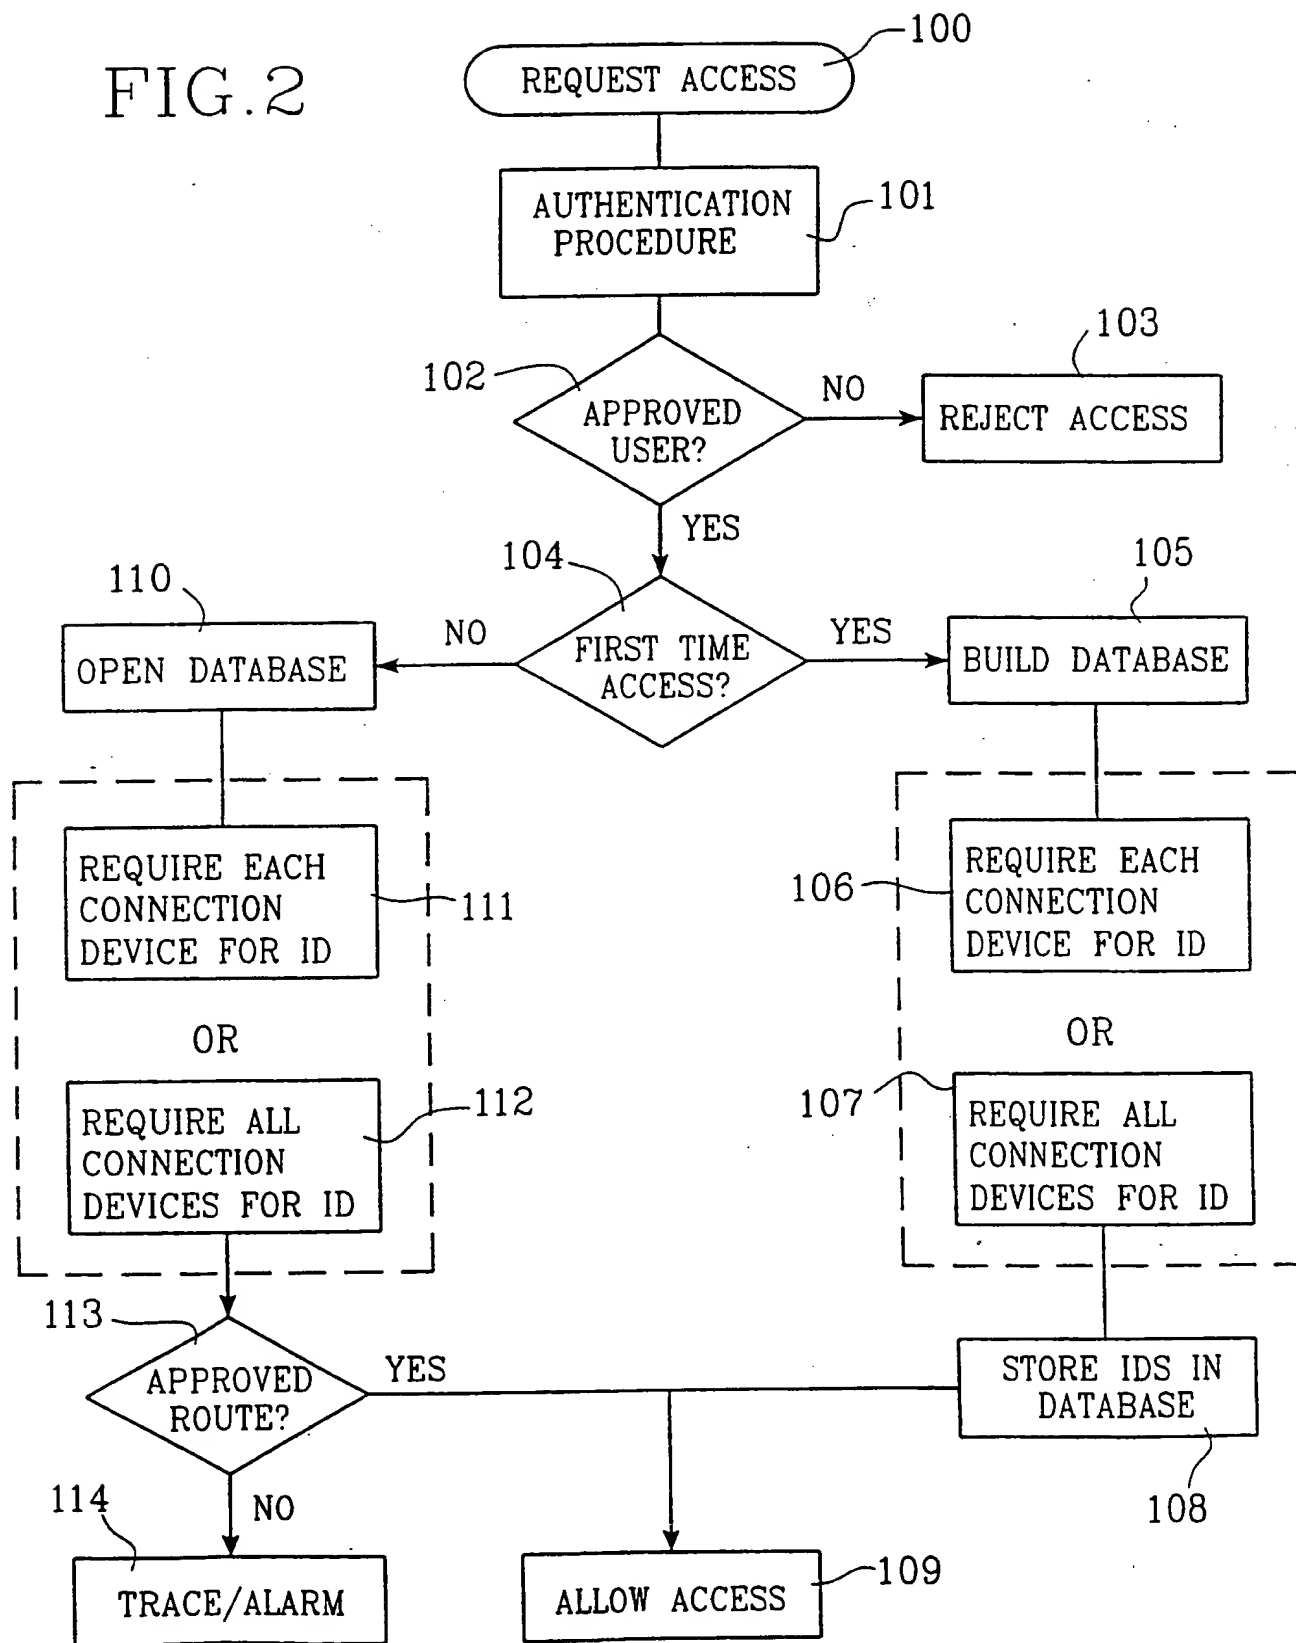 FIG.2
100
REQUEST ACCESS
101
AUTHENTICATION
PROCEDURE
102
APPROVED
USER?
NO
103
REJECT ACCESS
YES
104
FIRST TIME
ACCESS?
NO
YES
110
OPEN DATABASE
105
BUILD DATABASE
REQUIRE EACH
CONNECTION
DEVICE FOR ID
111
OR
REQUIRE ALL
CONNECTION
DEVICES FOR ID
112
106
REQUIRE EACH
CONNECTION
DEVICE FOR ID
OR
107
REQUIRE ALL
CONNECTION
DEVICES FOR ID
113
APPROVED
ROUTE?
YES
STORE IDS IN
DATABASE
108
NO
114
TRACE/ALARM
ALLOW ACCESS
109